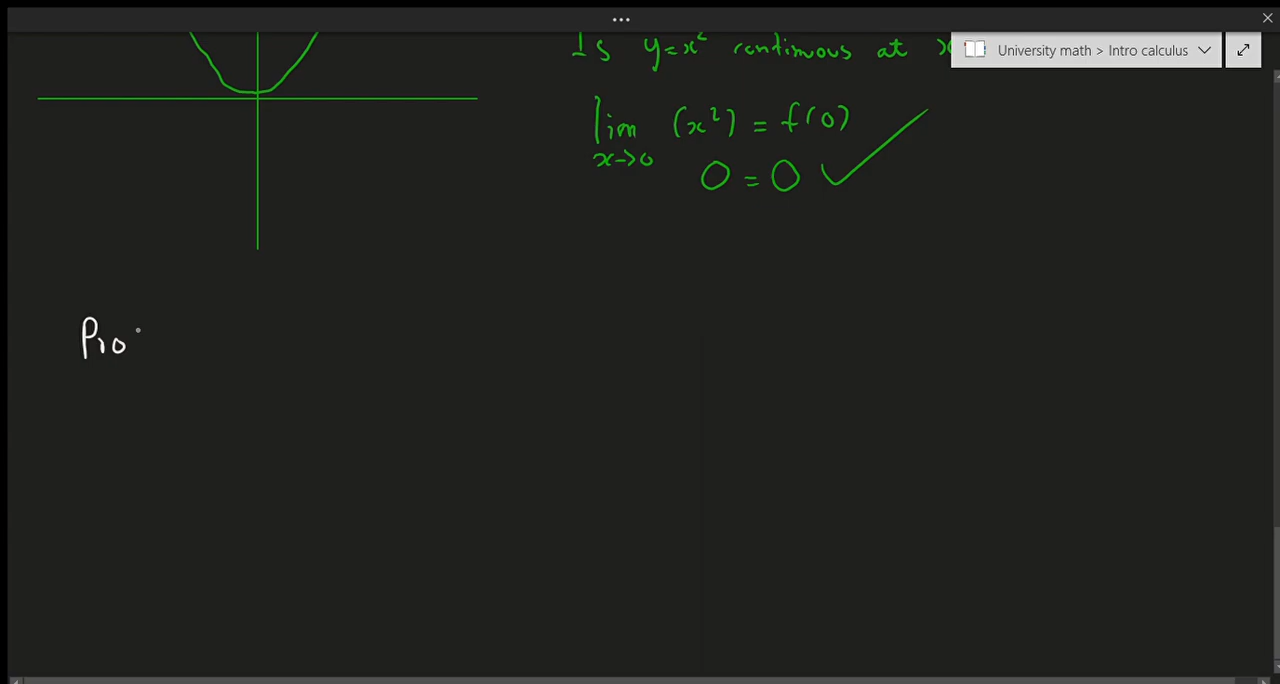 •••
Is y=x² continuous at x
University math > Intro calculus
lim (x²) = f(0)
x→0
0 = 0 ✓
Pro